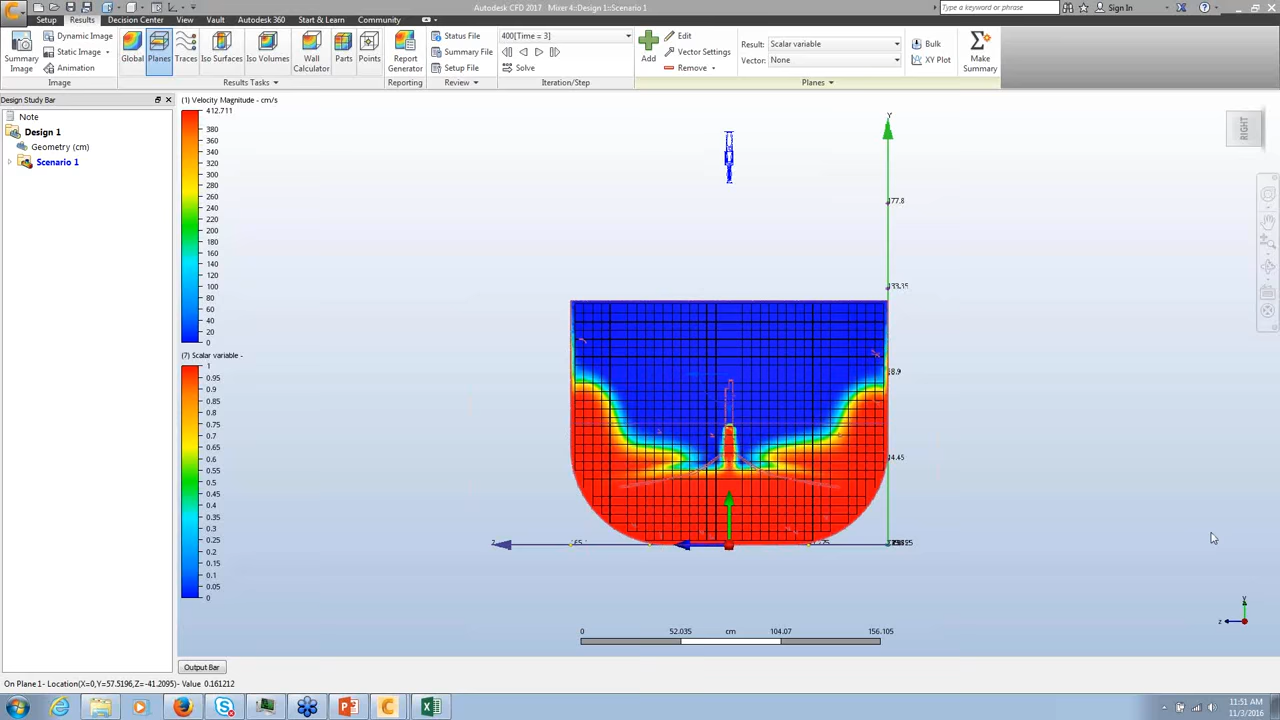 Autodesk CFD 2017 Mixer 4::Design 1::Scenario 1
Type a keyword or phrase
Sign In
Setup Results Decision Center View Vault Autodesk 360 Start & Learn Community
Summary Image
Dynamic Image
Static Image
Animation
Image
Global Planes Traces Iso Surfaces Iso Volumes Wall Calculator Parts Points
Results Tasks
Report Generator
Reporting
Status File
Summary File
Setup File
Review
400[Time = 3]
Solve
Iteration/Step
Add
Edit
Vector Settings
Remove
Result: Scalar variable
Vector: None
Bulk
XY Plot
Make Summary
Planes
Design Study Bar
Note
Design 1
Geometry (cm)
Scenario 1
(1) Velocity Magnitude - cm/s
412.711
380
360
340
320
300
280
260
240
220
200
180
160
140
120
100
80
60
40
20
0
(7) Scalar variable -
1
0.95
0.9
0.85
0.8
0.75
0.7
0.65
0.6
0.55
0.5
0.45
0.4
0.35
0.3
0.25
0.2
0.15
0.1
0.05
0
RIGHT
Y
177.8
133.35
Z
0 52.035 cm 104.07 156.105
Y
z
Output Bar
On Plane 1- Location(X=0,Y=57.5196,Z=-41.2095)- Value 0.161212
11:51 AM
11/3/2016